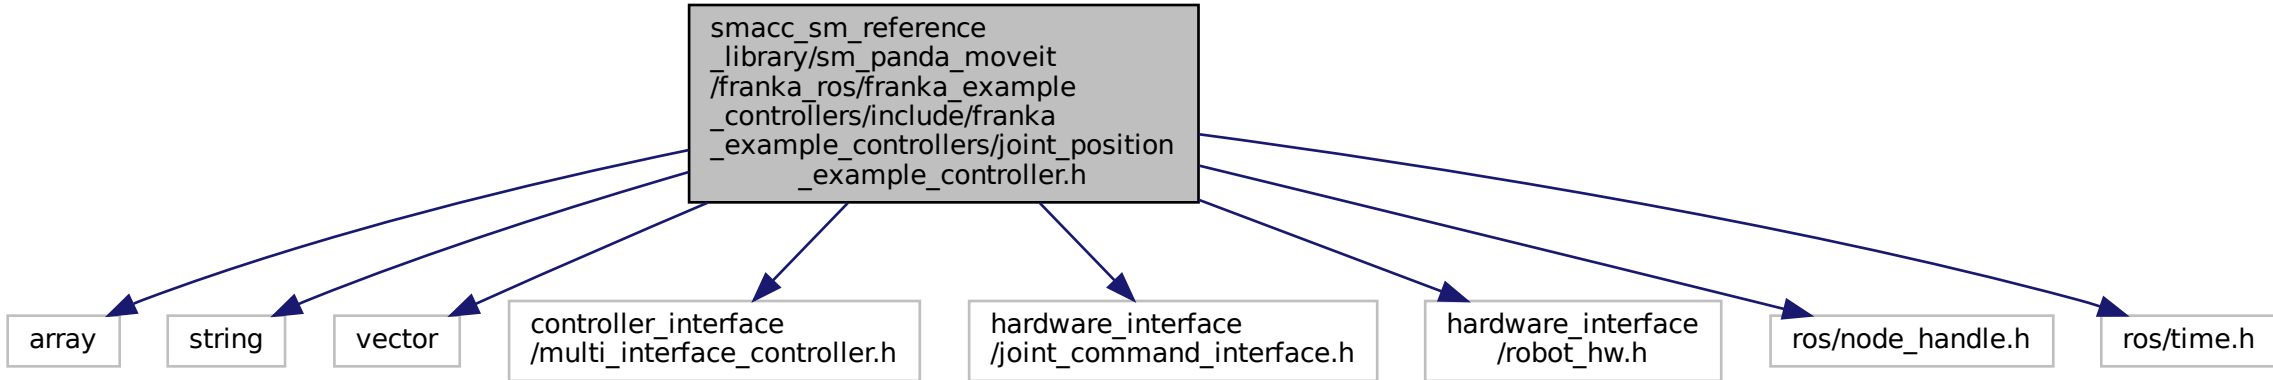 smacc_sm_reference
_library/sm_panda_moveit
/franka_ros/franka_example
_controllers/include/franka
_example_controllers/joint_position
_example_controller.h
array
string
vector
controller_interface
/multi_interface_controller.h
hardware_interface
/joint_command_interface.h
hardware_interface
/robot_hw.h
ros/node_handle.h
ros/time.h